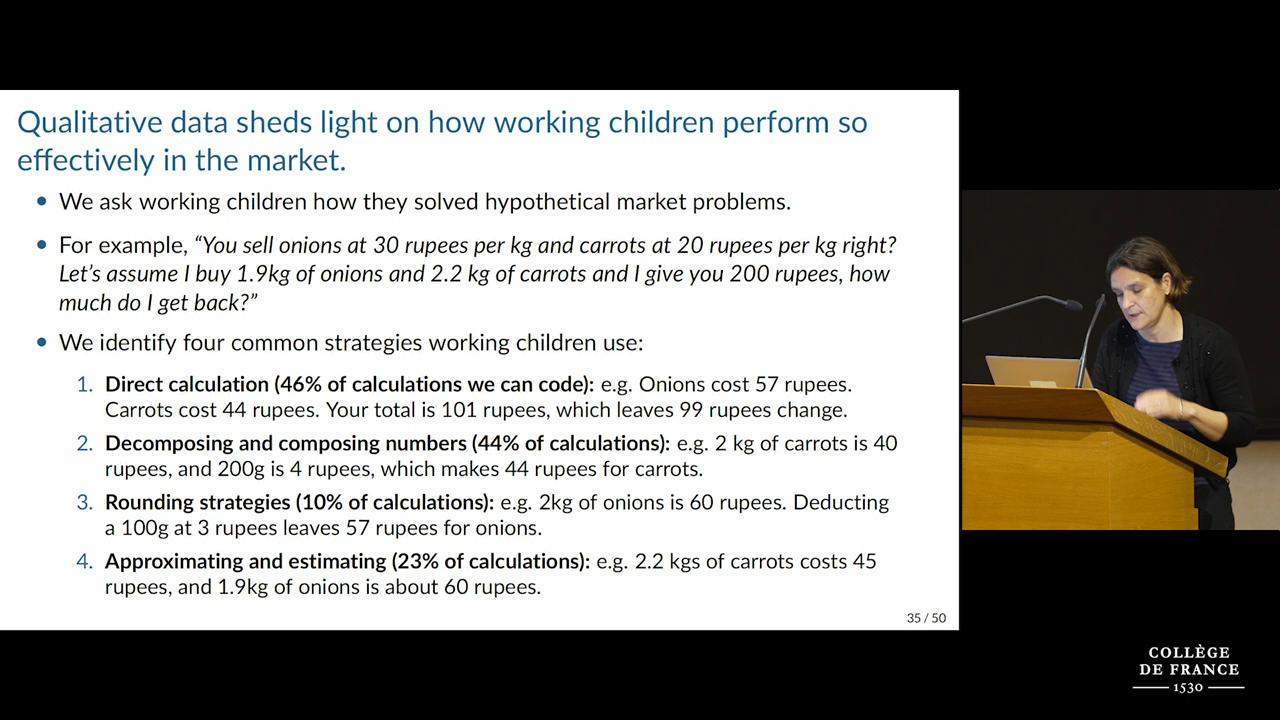 Qualitative data sheds light on how working children perform so
effectively in the market.
• We ask working children how they solved hypothetical market problems.
• For example, “You sell onions at 30 rupees per kg and carrots at 20 rupees per kg right?
Let’s assume I buy 1.9kg of onions and 2.2 kg of carrots and I give you 200 rupees, how
much do I get back?”
• We identify four common strategies working children use:
1. Direct calculation (46% of calculations we can code): e.g. Onions cost 57 rupees.
Carrots cost 44 rupees. Your total is 101 rupees, which leaves 99 rupees change.
2. Decomposing and composing numbers (44% of calculations): e.g. 2 kg of carrots is 40
rupees, and 200g is 4 rupees, which makes 44 rupees for carrots.
3. Rounding strategies (10% of calculations): e.g. 2kg of onions is 60 rupees. Deducting
a 100g at 3 rupees leaves 57 rupees for onions.
4. Approximating and estimating (23% of calculations): e.g. 2.2 kgs of carrots costs 45
rupees, and 1.9kg of onions is about 60 rupees.
35 / 50
COLLÈGE
DE FRANCE
1530